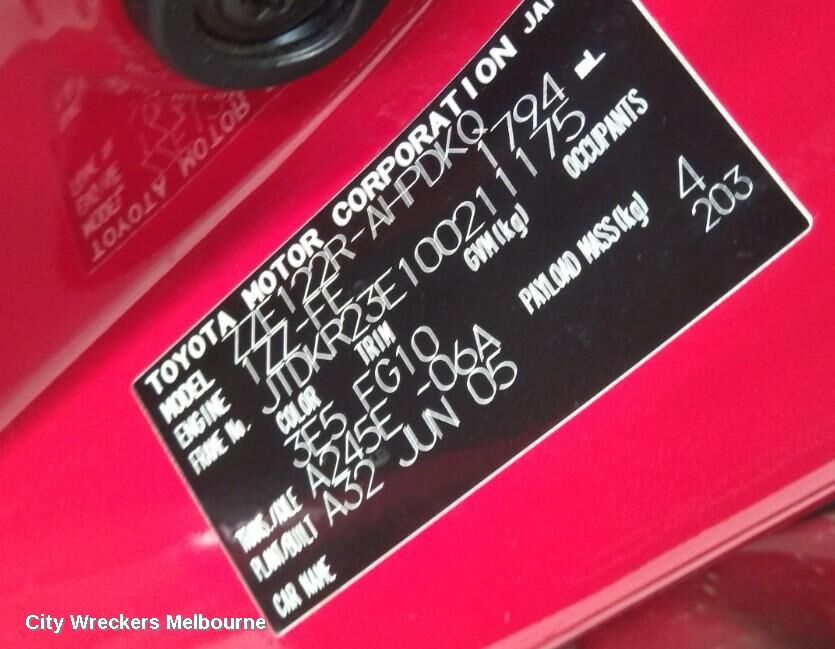 TOYOTA MOTOR CORPORATION JAP
MODEL ZZE122R-AHPDKQ
ENGINE 1ZZ-FE 1794 mL
FRAME No. JTDKR23E100211175
COLOR TRIM GVM(kg) OCCUPANTS
3E5 FG10 4
A245E -06A PAYLOAD MASS(kg) 203
TRANS./AXLE
PLANT/BUILT A32 JUN 05
CAR NAME
City Wreckers Melbourne